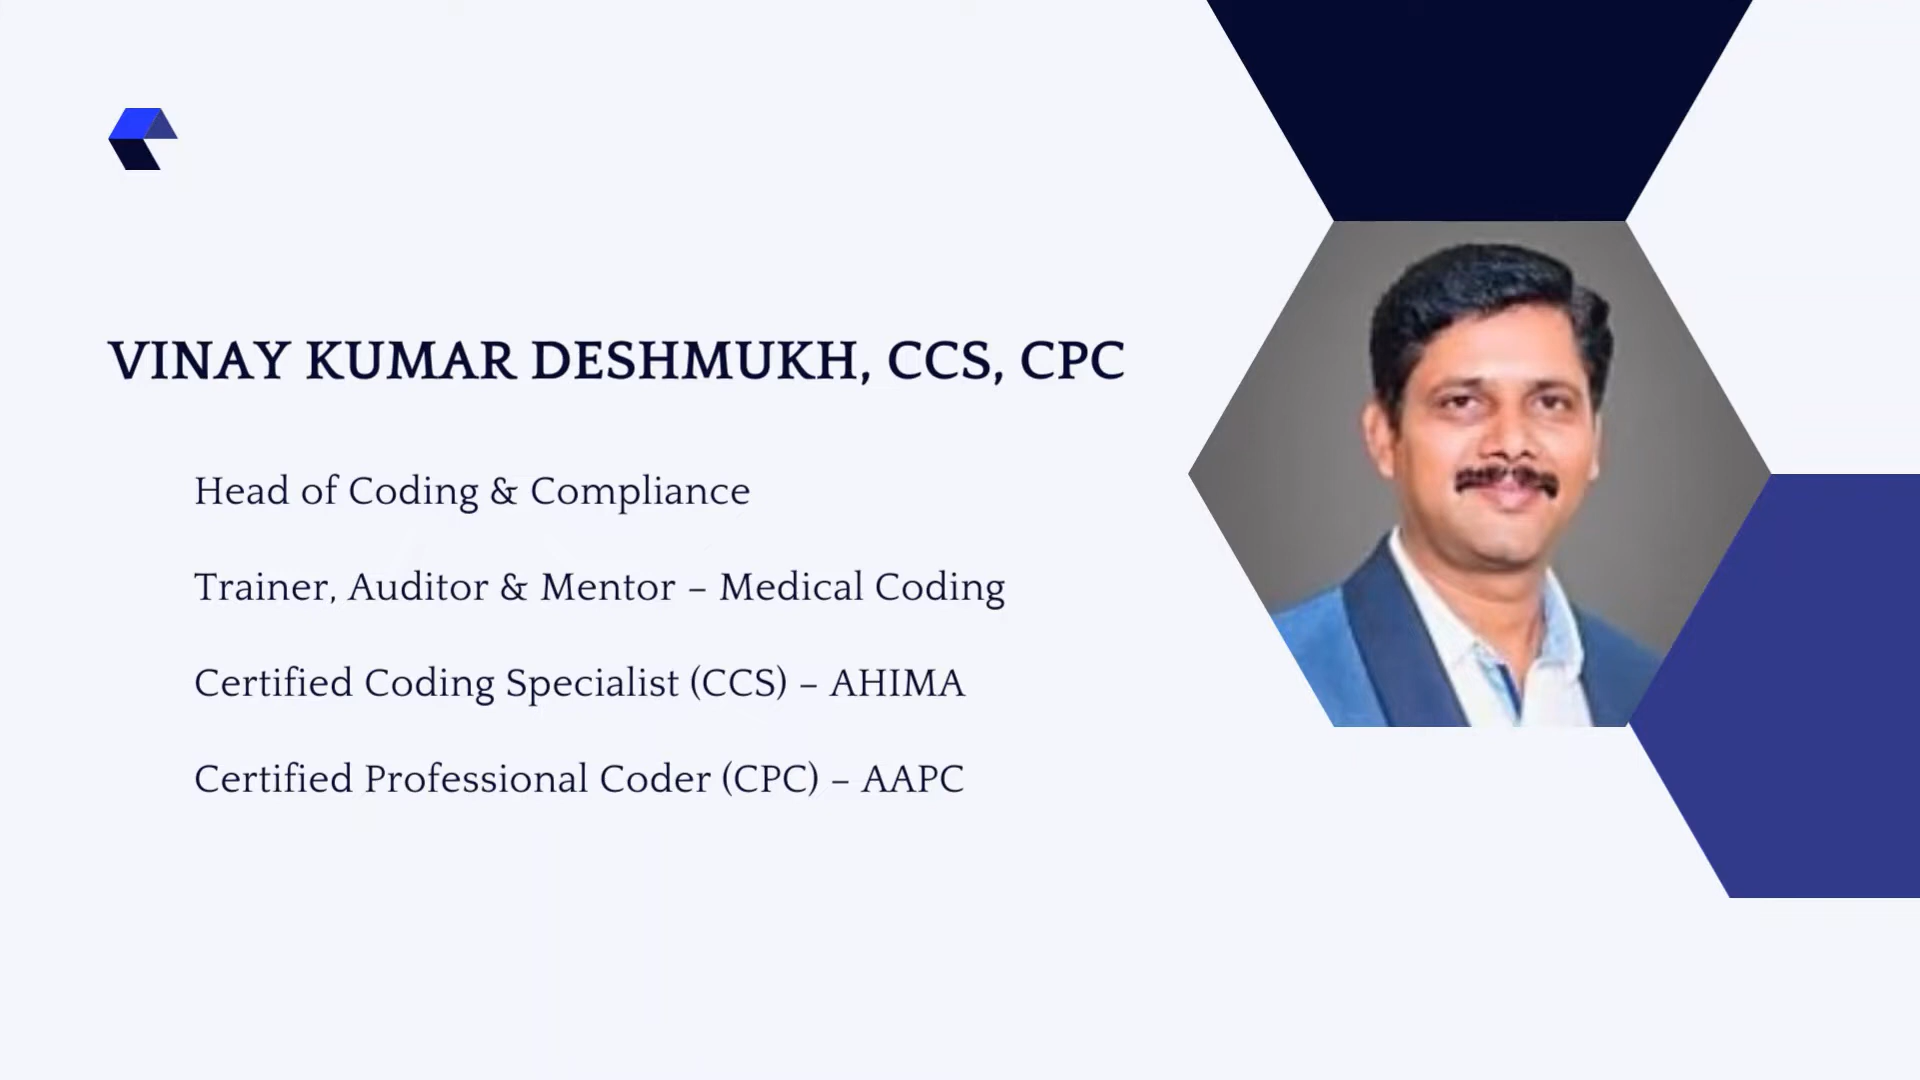 VINAY KUMAR DESHMUKH, CCS, CPC
Head of Coding & Compliance
Trainer, Auditor & Mentor – Medical Coding
Certified Coding Specialist (CCS) – AHIMA
Certified Professional Coder (CPC) – AAPC